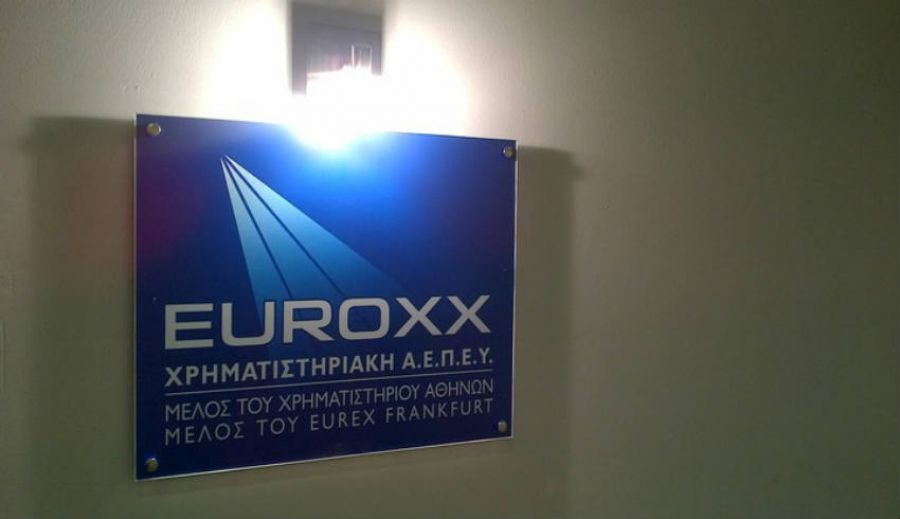 EUROXX
ΧΡΗΜΑΤΙΣΤΗΡΙΑΚΗ Α.Ε.Π.Ε.Υ.
ΜΕΛΟΣ ΤΟΥ ΧΡΗΜΑΤΙΣΤΗΡΙΟΥ ΑΘΗΝΩΝ
ΜΕΛΟΣ ΤΟΥ EUREX FRANKFURT